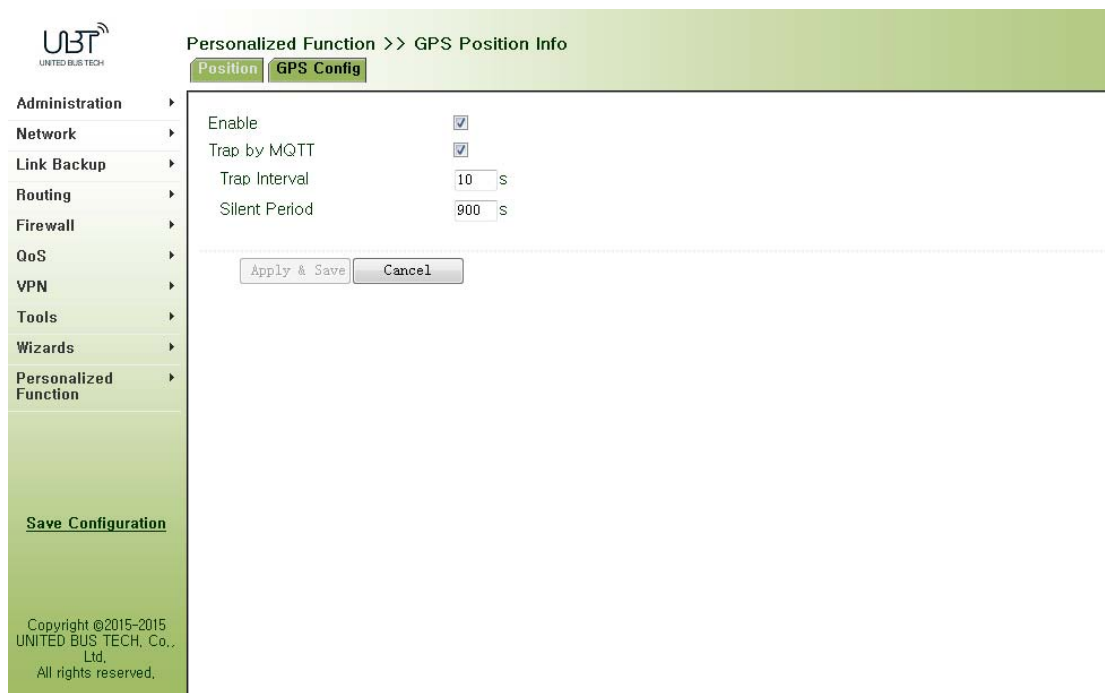 UBT
UNITED BUS TECH
Personalized Function >> GPS Position Info
Position GPS Config
Administration
Network
Link Backup
Routing
Firewall
QoS
VPN
Tools
Wizards
Personalized
Function
Save Configuration
Copyright ©2015-2015
UNITED BUS TECH, Co.,
Ltd.
All rights reserved.
Enable
Trap by MQTT
Trap Interval 10 s
Silent Period 900 s
Apply & Save Cancel